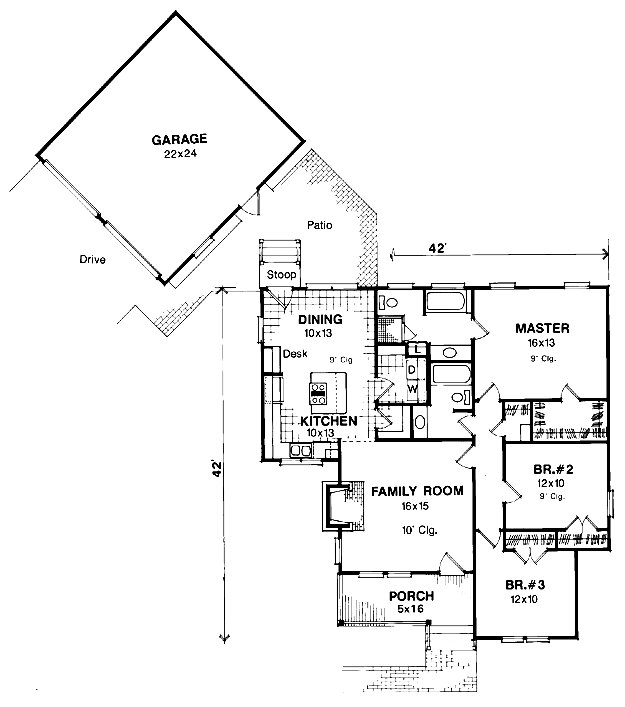 GARAGE
22x24
Patio
Drive
42'
Stoop
DINING
10x13
Desk
9' Clg.
MASTER
16x13
9' Clg.
L
D
W
KITCHEN
10x13
42'
FAMILY ROOM
16x15
10' Clg.
BR.#2
12x10
9' Clg.
BR.#3
12x10
PORCH
5x16